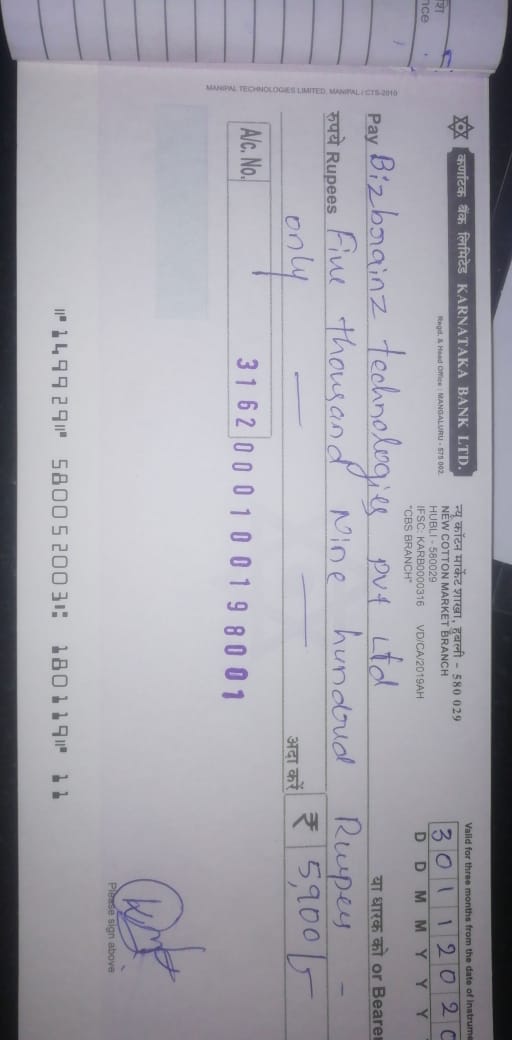 nce
MANIPAL TECHNOLOGIES LIMITED, MANIPAL / CTS-2010
कर्णाटक बैंक लिमिटेड KARNATAKA BANK LTD.
Regd. & Head Office : MANGALURU - 575 002.
न्यू कॉटन मार्केट शाखा, हुबली - 580 029
NEW COTTON MARKET BRANCH
HUBLI - 580029
IFSC: KARB0000316 VD/CA/2019AH
"CBS BRANCH"
Valid for three months from the date of Instrume
3 0 1 1 2 0 2 0
D D M M Y Y Y
Pay Bizbrainz technologies pvt Ltd या धारक को or Bearer
रुपये Rupees Five thousand Nine hundred Rupees -
only — — अदा करें ₹ 5,900/-
A/c. No. 3162000100198001
Please sign above
⑈149929⑈ 580052003⑆ 180119⑈ 11